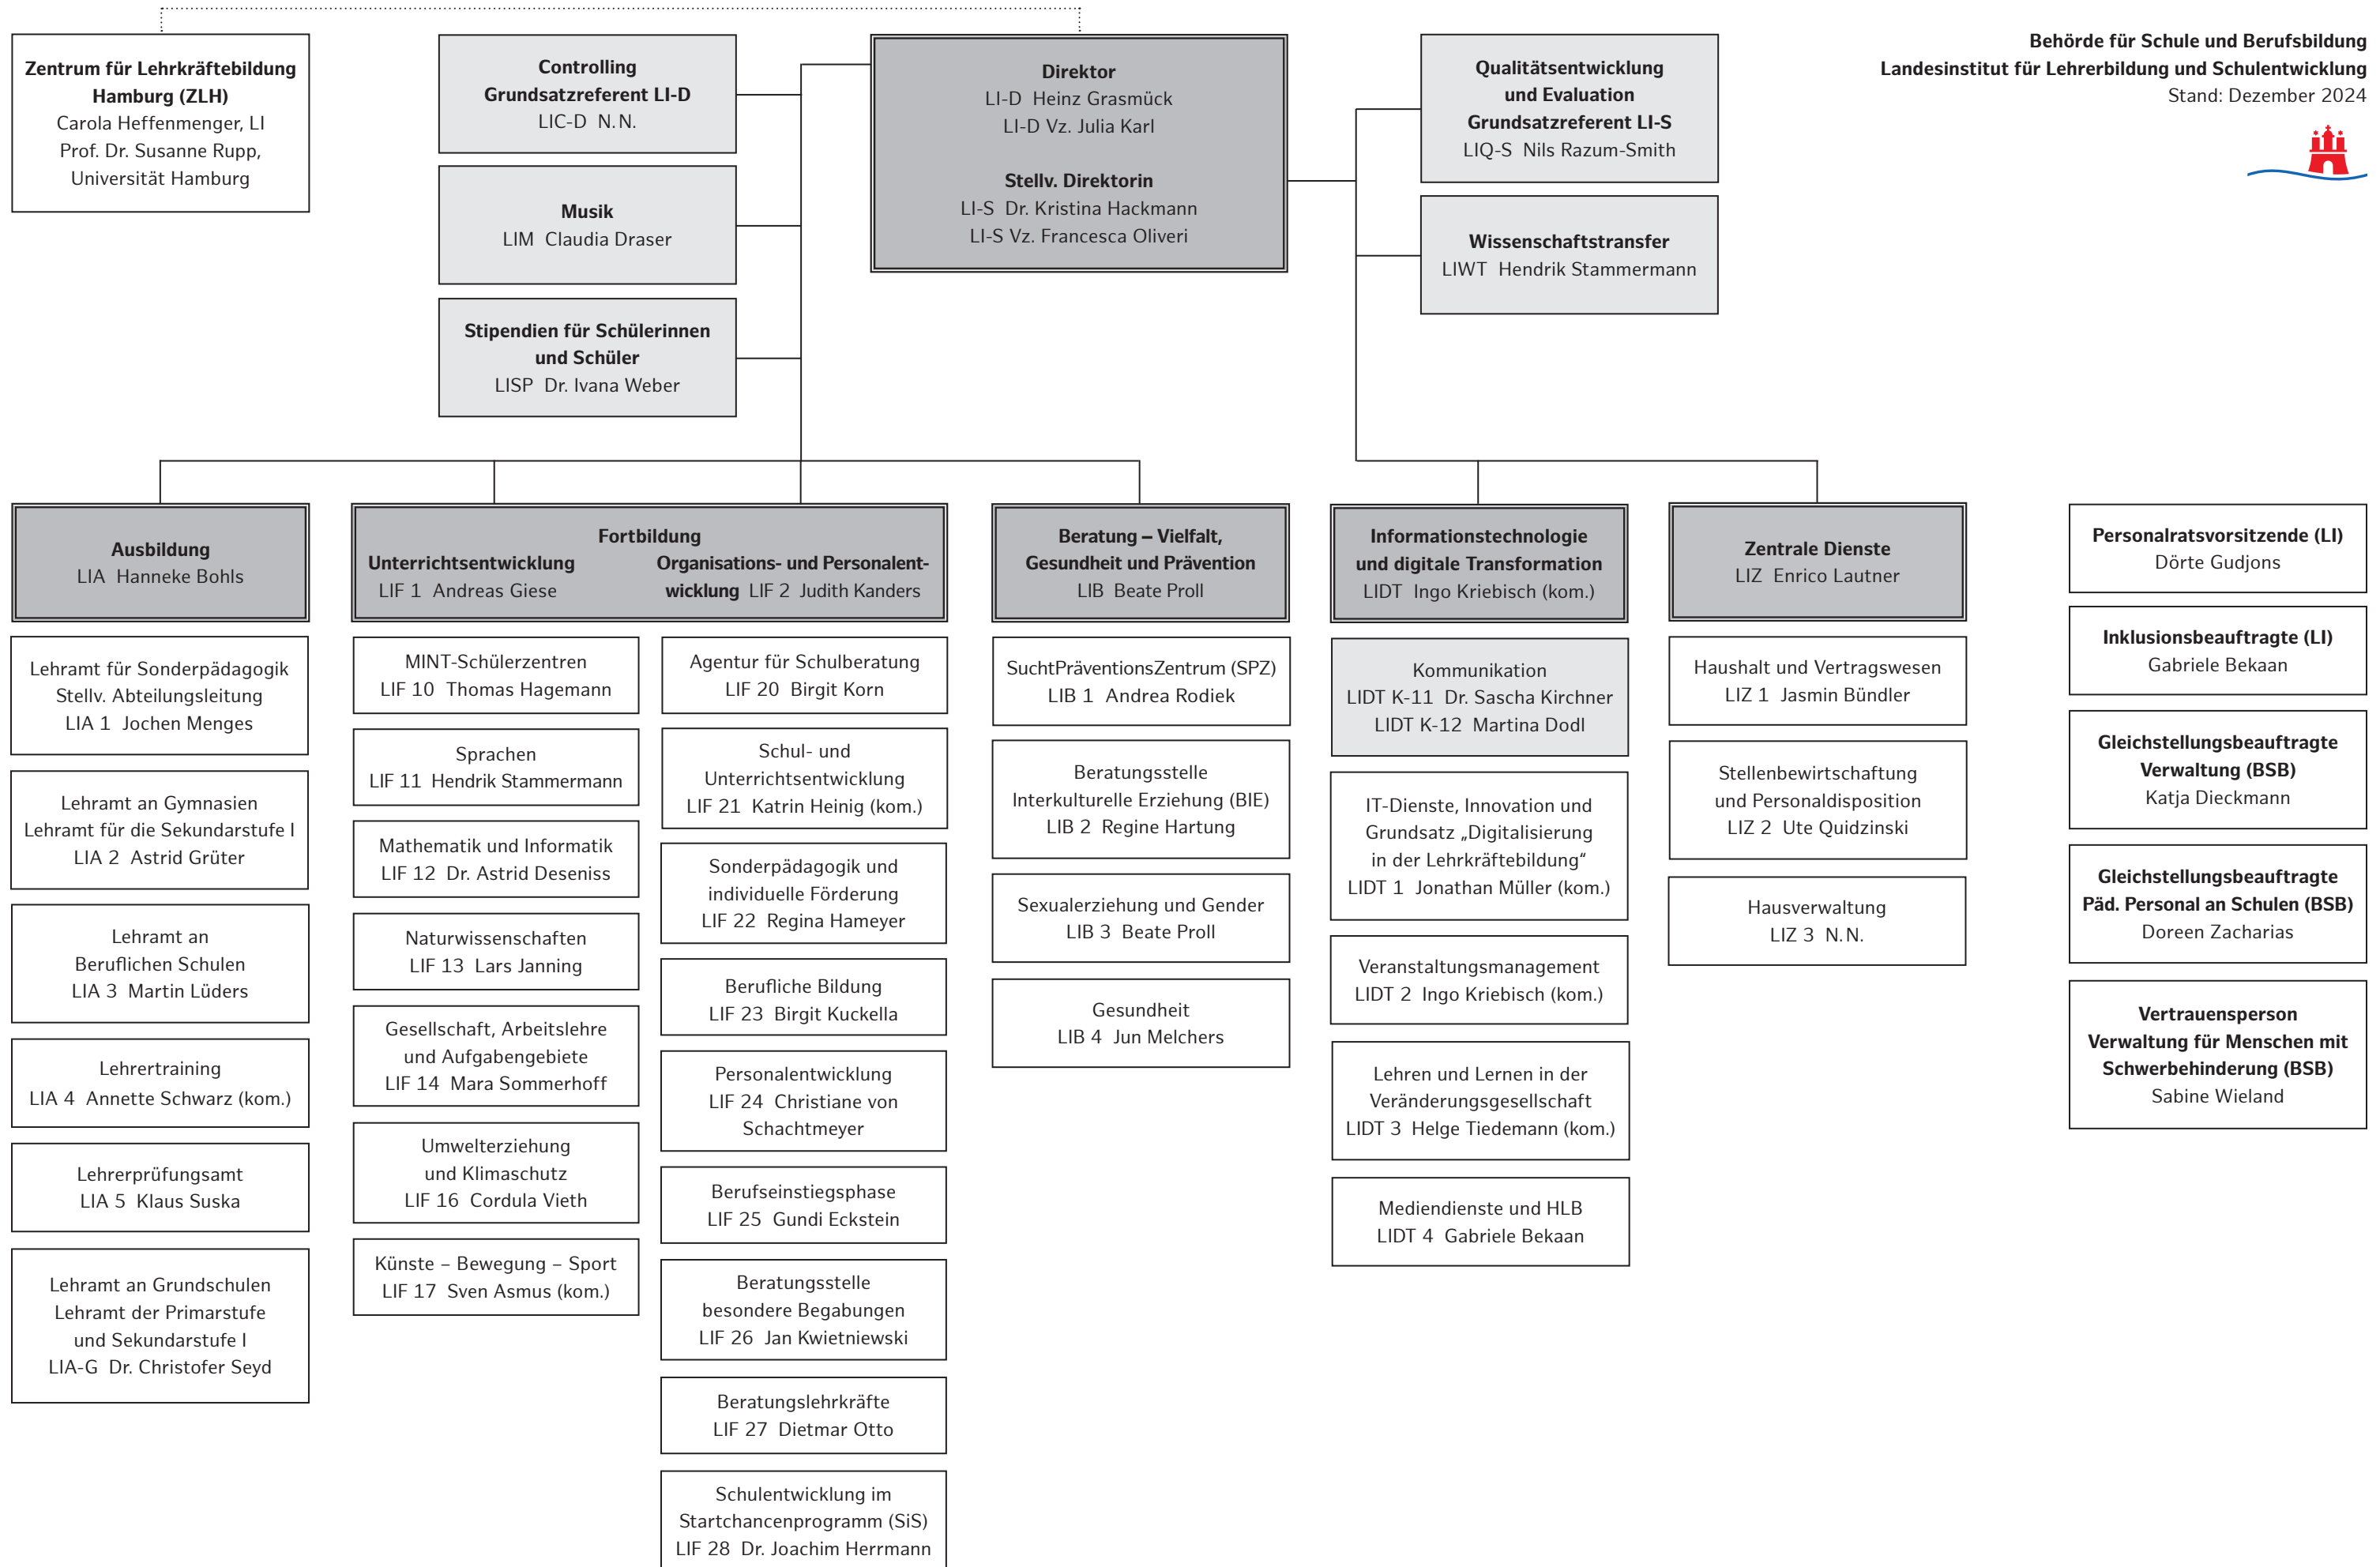 Zentrum für Lehrkräftebildung
Hamburg (ZLH)
Carola Heffenmenger, LI
Prof. Dr. Susanne Rupp,
Universität Hamburg
Controlling
Grundsatzreferent LI-D
LIC-D N.N.
Musik
LIM Claudia Draser
Stipendien für Schülerinnen
und Schüler
LISP Dr. Ivana Weber
Direktor
LI-D Heinz Grasmück
LI-D Vz. Julia Karl
Stellv. Direktorin
LI-S Dr. Kristina Hackmann
LI-S Vz. Francesca Oliveri
Qualitätsentwicklung
und Evaluation
Grundsatzreferent LI-S
LIQ-S Nils Razum-Smith
Wissenschaftstransfer
LIWT Hendrik Stammermann
Behörde für Schule und Berufsbildung
Landesinstitut für Lehrerbildung und Schulentwicklung
Stand: Dezember 2024
Ausbildung
LIA Hanneke Bohls
Lehramt für Sonderpädagogik
Stellv. Abteilungsleitung
LIA 1 Jochen Menges
Lehramt an Gymnasien
Lehramt für die Sekundarstufe I
LIA 2 Astrid Grüter
Lehramt an
Beruflichen Schulen
LIA 3 Martin Lüders
Lehrertraining
LIA 4 Annette Schwarz (kom.)
Lehrerprüfungsamt
LIA 5 Klaus Suska
Lehramt an Grundschulen
Lehramt der Primarstufe
und Sekundarstufe I
LIA-G Dr. Christofer Seyd
Fortbildung
Unterrichtsentwicklung
LIF 1 Andreas Giese
Organisations- und Personalent-
wicklung LIF 2 Judith Kanders
MINT-Schülerzentren
LIF 10 Thomas Hagemann
Sprachen
LIF 11 Hendrik Stammermann
Mathematik und Informatik
LIF 12 Dr. Astrid Deseniss
Naturwissenschaften
LIF 13 Lars Janning
Gesellschaft, Arbeitslehre
und Aufgabengebiete
LIF 14 Mara Sommerhoff
Umwelterziehung
und Klimaschutz
LIF 16 Cordula Vieth
Künste – Bewegung – Sport
LIF 17 Sven Asmus (kom.)
Agentur für Schulberatung
LIF 20 Birgit Korn
Schul- und
Unterrichtsentwicklung
LIF 21 Katrin Heinig (kom.)
Sonderpädagogik und
individuelle Förderung
LIF 22 Regina Hameyer
Berufliche Bildung
LIF 23 Birgit Kuckella
Personalentwicklung
LIF 24 Christiane von
Schachtmeyer
Berufseinstiegsphase
LIF 25 Gundi Eckstein
Beratungsstelle
besondere Begabungen
LIF 26 Jan Kwietniewski
Beratungslehrkräfte
LIF 27 Dietmar Otto
Schulentwicklung im
Startchancenprogramm (SiS)
LIF 28 Dr. Joachim Herrmann
Beratung – Vielfalt,
Gesundheit und Prävention
LIB Beate Proll
SuchtPräventionsZentrum (SPZ)
LIB 1 Andrea Rodiek
Beratungsstelle
Interkulturelle Erziehung (BIE)
LIB 2 Regine Hartung
Sexualerziehung und Gender
LIB 3 Beate Proll
Gesundheit
LIB 4 Jun Melchers
Informationstechnologie
und digitale Transformation
LIDT Ingo Kriebisch (kom.)
Kommunikation
LIDT K-11 Dr. Sascha Kirchner
LIDT K-12 Martina Dodl
IT-Dienste, Innovation und
Grundsatz „Digitalisierung
in der Lehrkräftebildung“
LIDT 1 Jonathan Müller (kom.)
Veranstaltungsmanagement
LIDT 2 Ingo Kriebisch (kom.)
Lehren und Lernen in der
Veränderungsgesellschaft
LIDT 3 Helge Tiedemann (kom.)
Mediendienste und HLB
LIDT 4 Gabriele Bekaan
Zentrale Dienste
LIZ Enrico Lautner
Haushalt und Vertragswesen
LIZ 1 Jasmin Bündler
Stellenbewirtschaftung
und Personaldisposition
LIZ 2 Ute Quidzinski
Hausverwaltung
LIZ 3 N.N.
Personalratsvorsitzende (LI)
Dörte Gudjons
Inklusionsbeauftragte (LI)
Gabriele Bekaan
Gleichstellungsbeauftragte
Verwaltung (BSB)
Katja Dieckmann
Gleichstellungsbeauftragte
Päd. Personal an Schulen (BSB)
Doreen Zacharias
Vertrauensperson
Verwaltung für Menschen mit
Schwerbehinderung (BSB)
Sabine Wieland